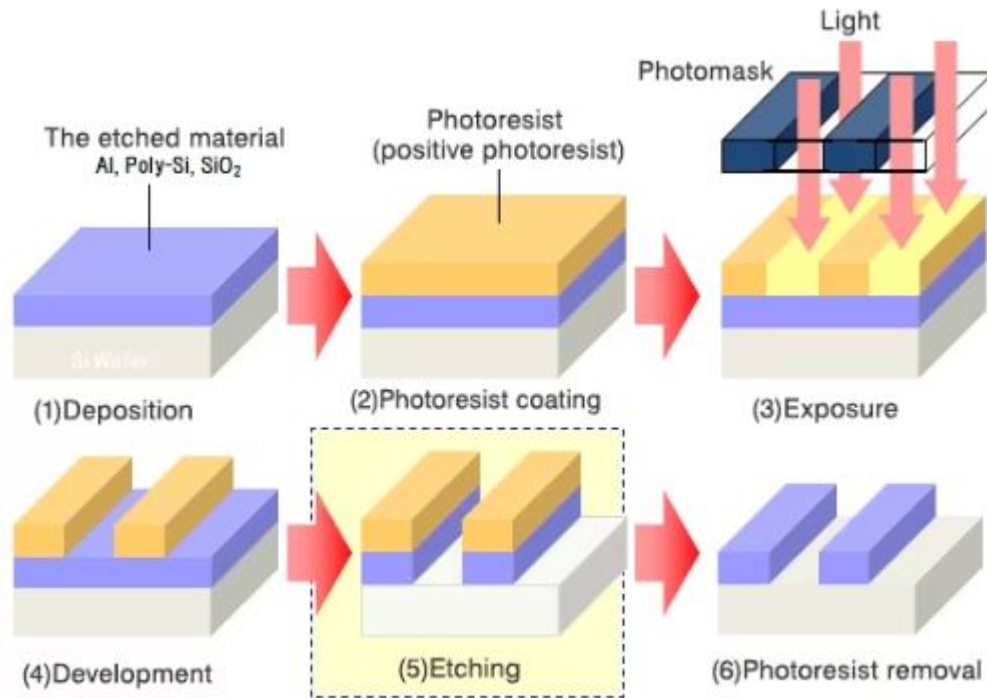 Light
Photomask
The etched material
Al, Poly-Si, SiO₂
Photoresist
(positive photoresist)
Si Wafer
(1)Deposition
(2)Photoresist coating
(3)Exposure
(4)Development
(5)Etching
(6)Photoresist removal